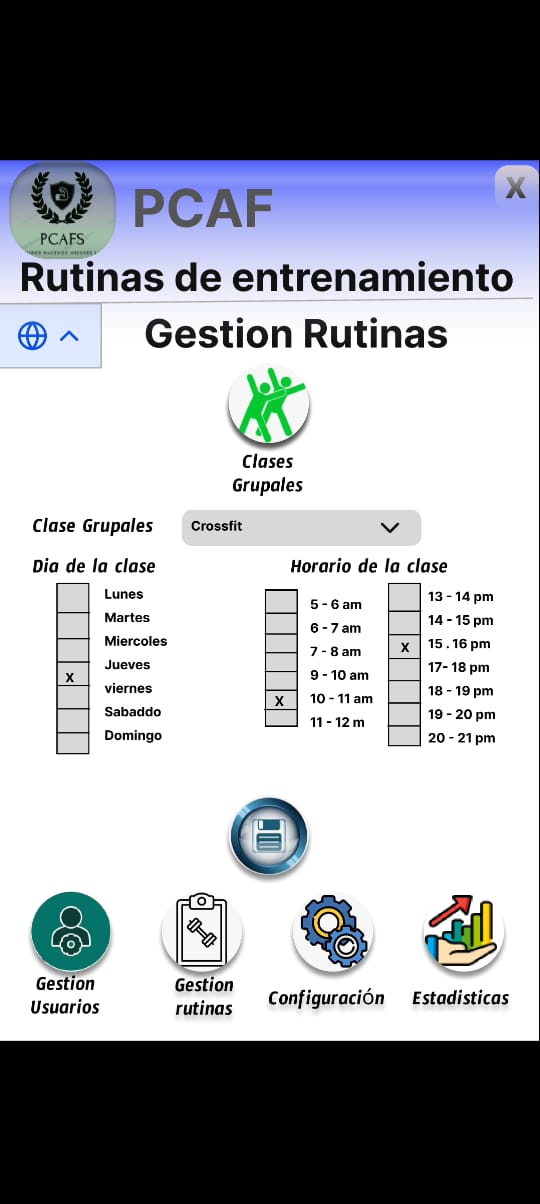 PCAF
X
PCAFS
Rutinas de entrenamiento
Gestion Rutinas
Clases
Grupales
Clase Grupales
Crossfit
Dia de la clase
Lunes
Martes
Miercoles
Jueves
X
viernes
Sabaddo
Domingo
Horario de la clase
5 - 6 am
6 - 7 am
7 - 8 am
9 - 10 am
X
10 - 11 am
11 - 12 m
13 - 14 pm
14 - 15 pm
X
15 . 16 pm
17- 18 pm
18 - 19 pm
19 - 20 pm
20 - 21 pm
Gestion
Usuarios
Gestion
rutinas
Configuración
Estadisticas